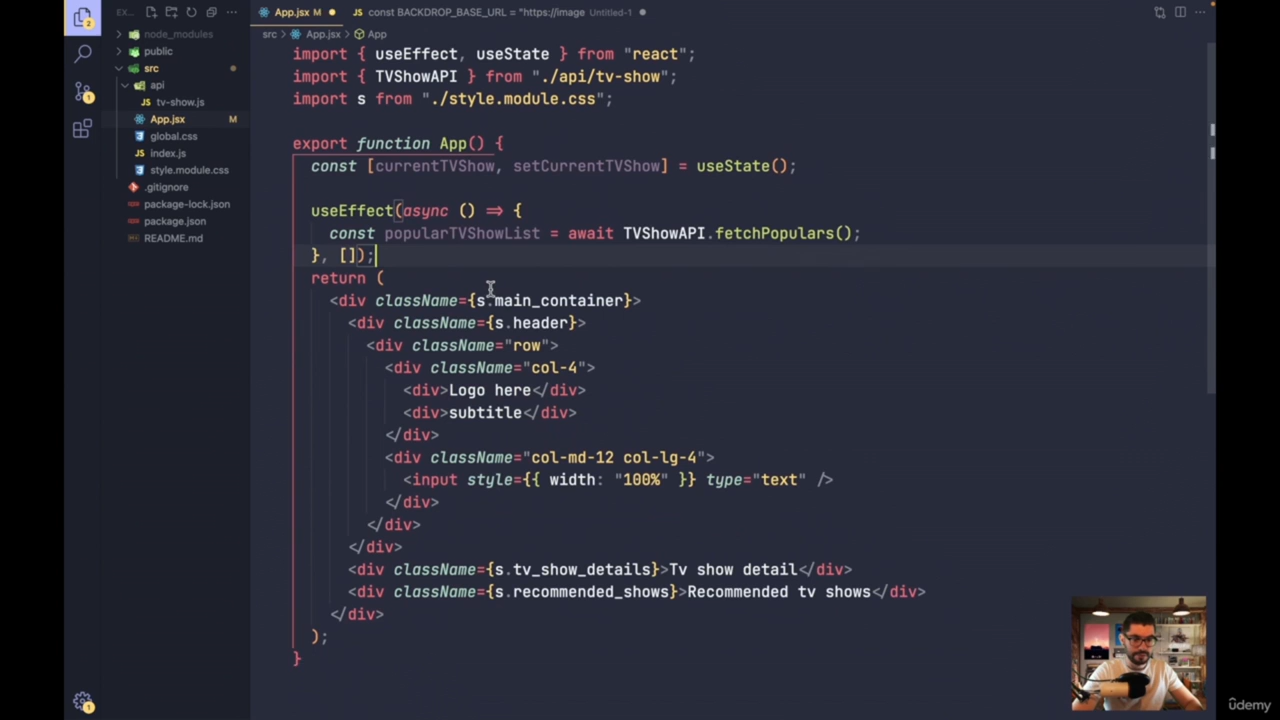 EX...
App.jsx M
const BACKDROP_BASE_URL = "https://image Untitled-1
node_modules
public
src
api
tv-show.js
App.jsx M
global.css
index.js
style.module.css
.gitignore
package-lock.json
package.json
README.md
2
1
1
src > App.jsx > App
import { useEffect, useState } from "react";
import { TVShowAPI } from "./api/tv-show";
import s from "./style.module.css";
export function App() {
const [currentTVShow, setCurrentTVShow] = useState();
useEffect(async () => {
const popularTVShowList = await TVShowAPI.fetchPopulars();
}, []);
return (
<div className={s.main_container}>
<div className={s.header}>
<div className="row">
<div className="col-4">
<div>Logo here</div>
<div>subtitle</div>
</div>
<div className="col-md-12 col-lg-4">
<input style={{ width: "100%" }} type="text" />
</div>
</div>
</div>
<div className={s.tv_show_details}>Tv show detail</div>
<div className={s.recommended_shows}>Recommended tv shows</div>
</div>
);
}
ûdemy